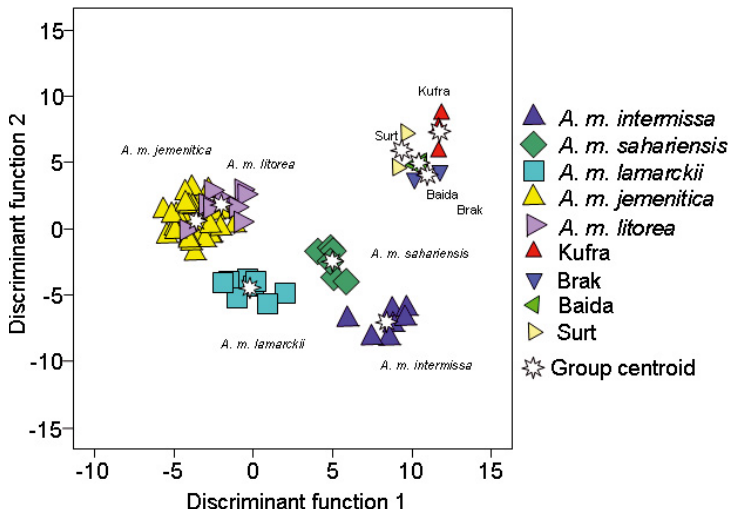 15
10
5
0
-5
-10
-15
-10
-5
0
5
10
15
Discriminant function 2
Discriminant function 1
Kufra
Surt
Baida
Brak
A. m. jemenitica
A. m. litorea
A. m. sahariensis
A. m. lamarckii
A. m. intermissa
A. m. intermissa
A. m. sahariensis
A. m. lamarckii
A. m. jemenitica
A. m. litorea
Kufra
Brak
Baida
Surt
Group centroid